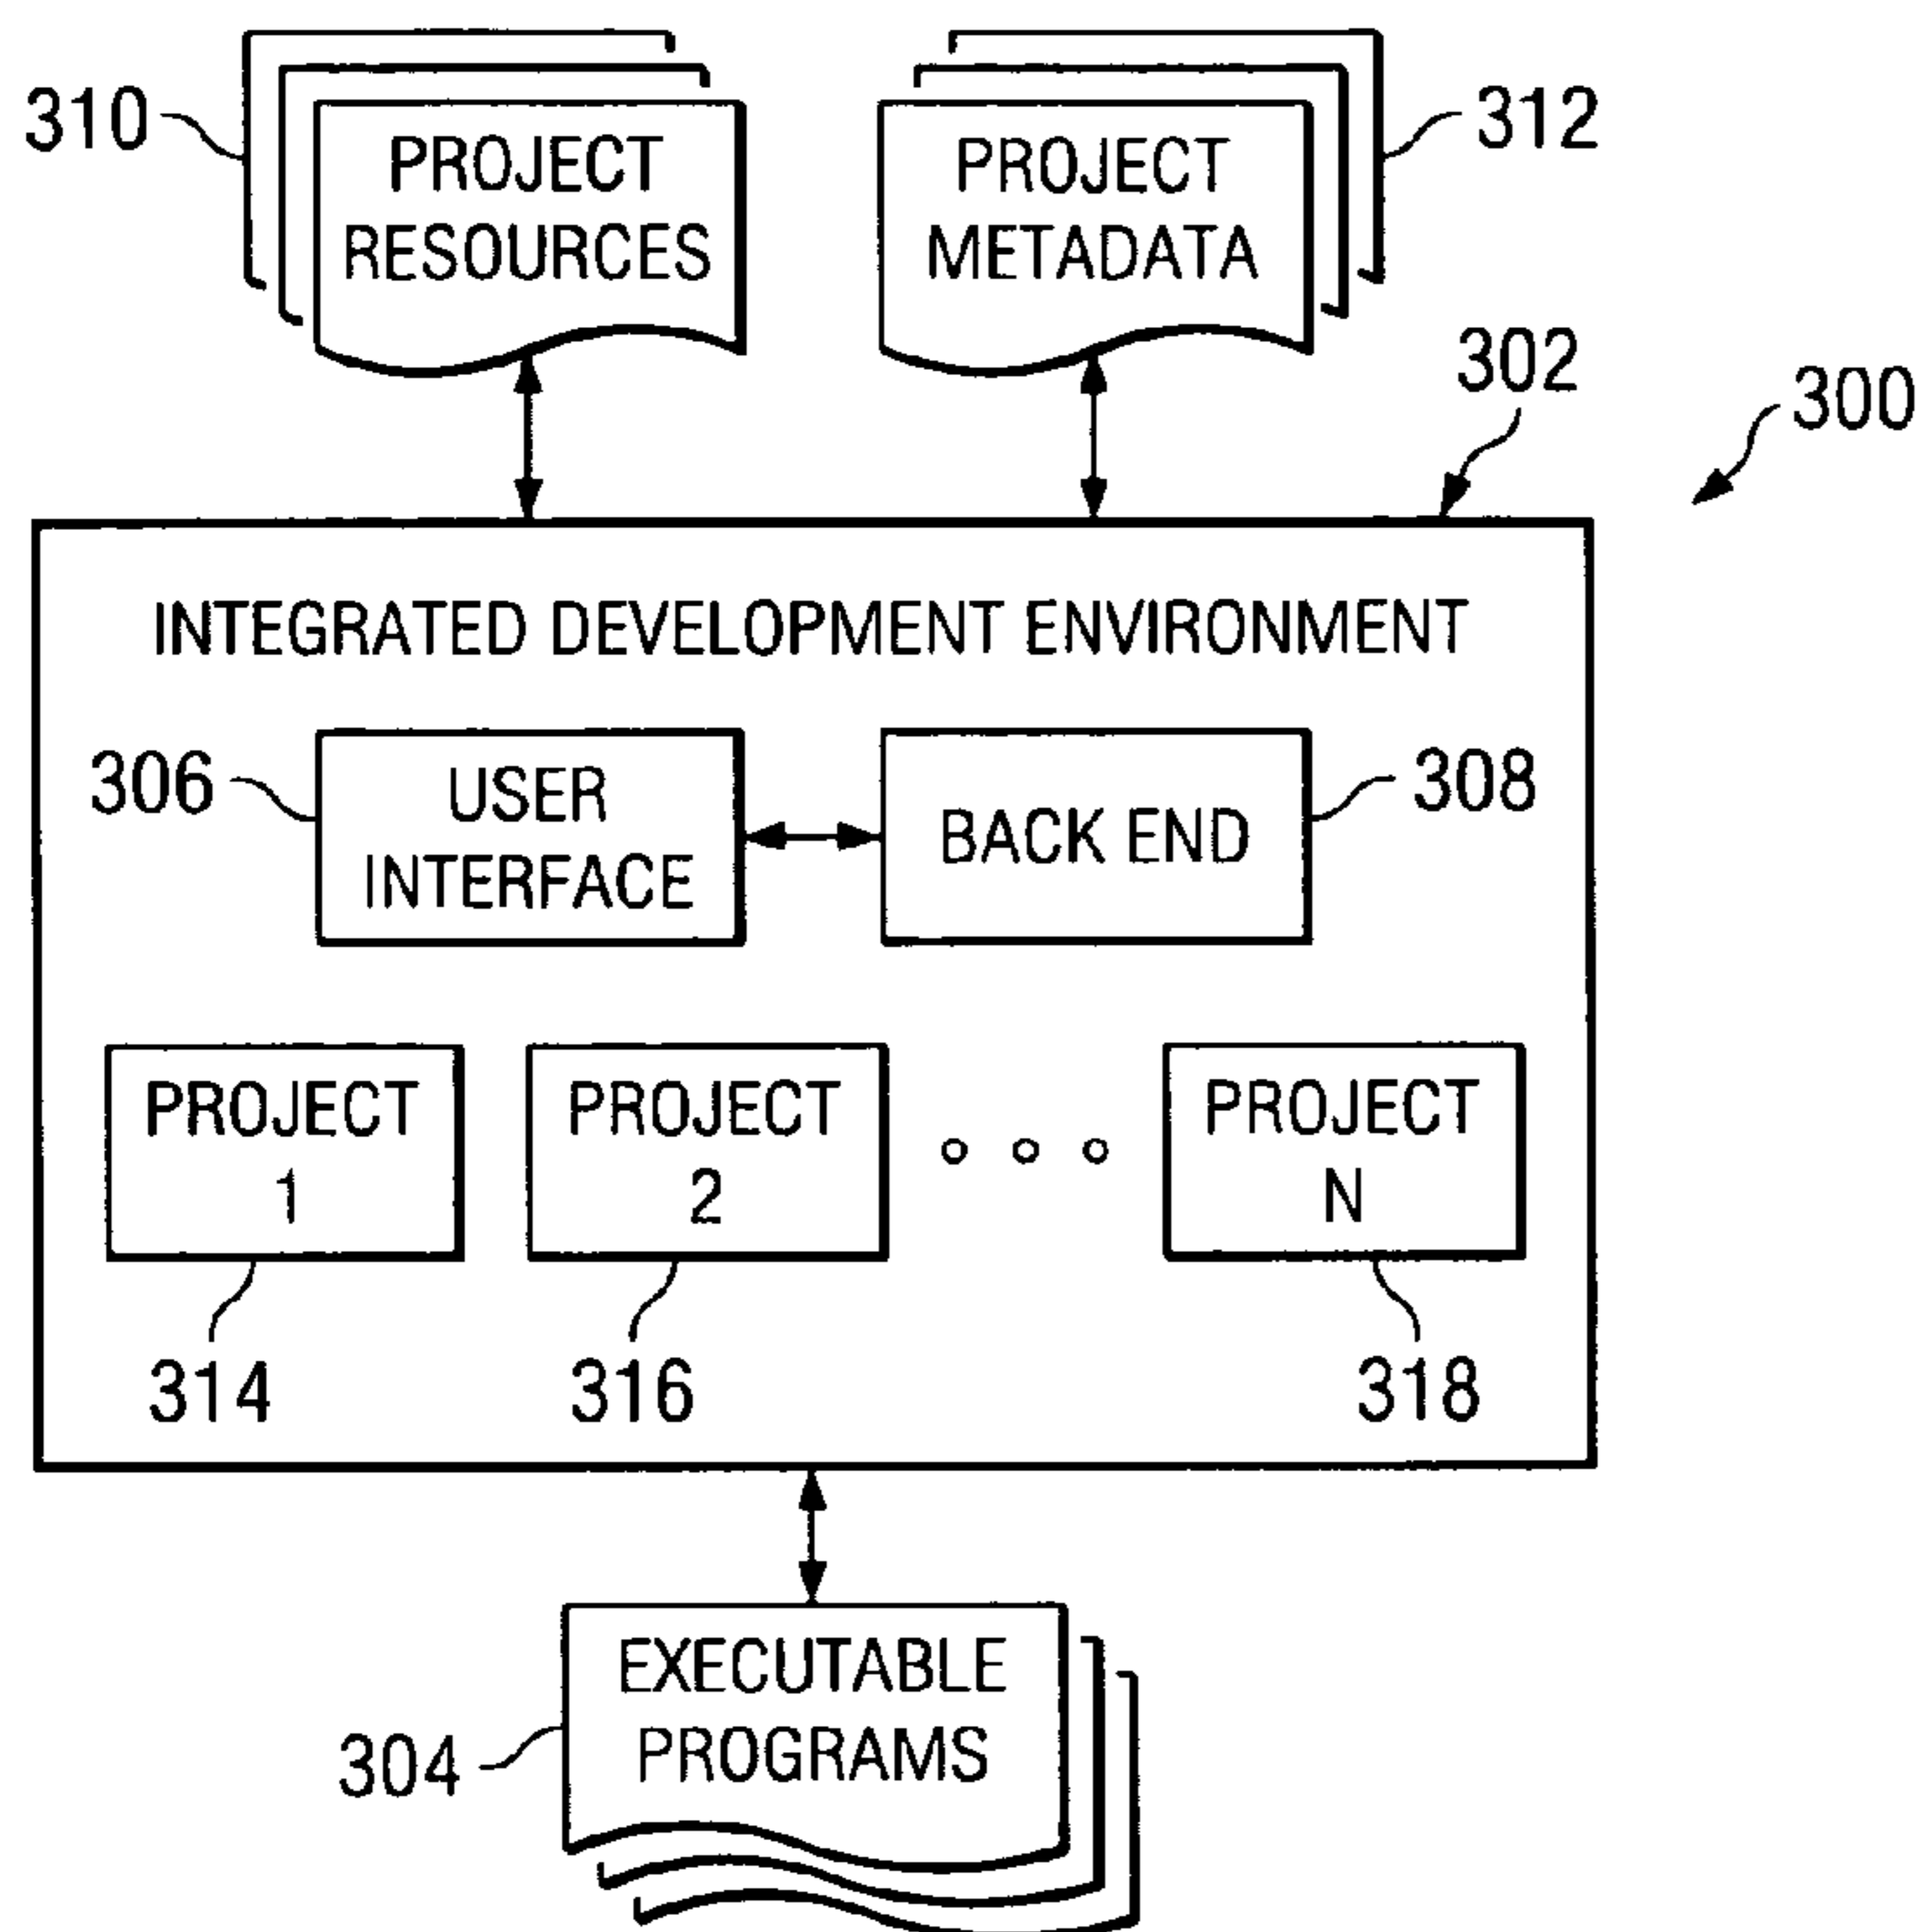 310
PROJECT
RESOURCES
PROJECT
METADATA
312
302
300
INTEGRATED DEVELOPMENT ENVIRONMENT
306
USER
INTERFACE
BACK END
308
PROJECT
1
PROJECT
2
PROJECT
N
314
316
318
EXECUTABLE
PROGRAMS
304